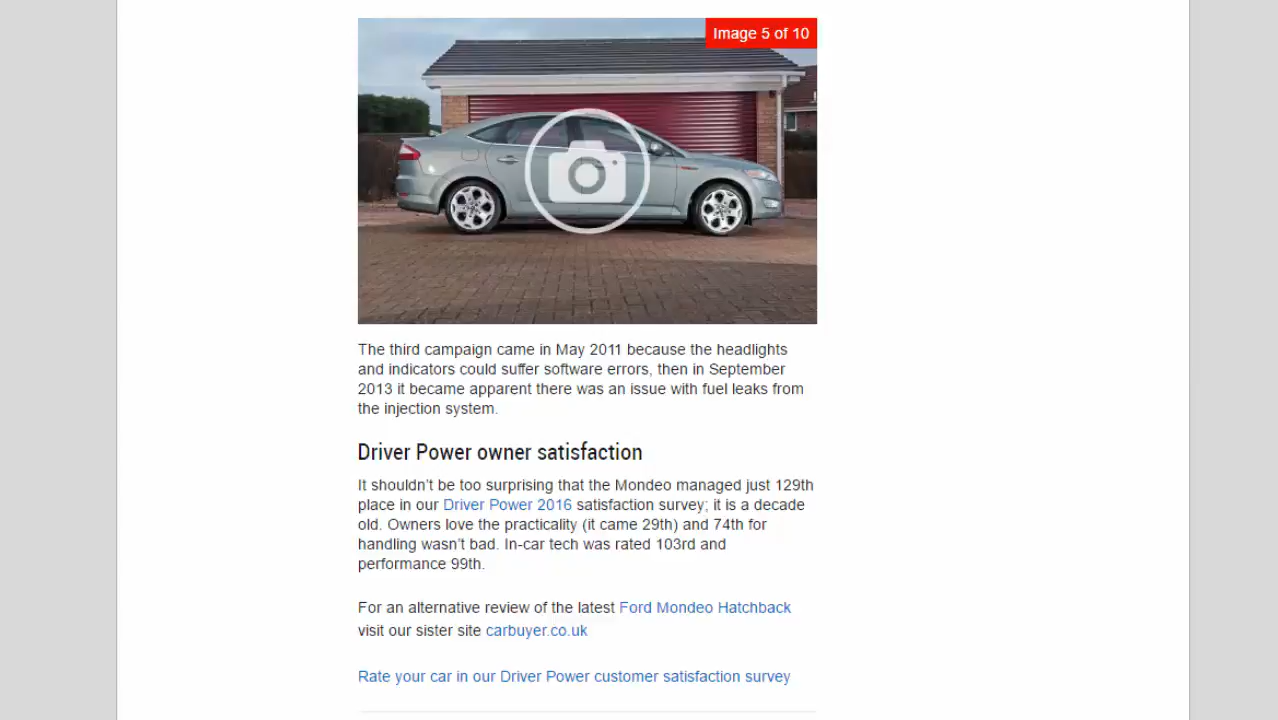 Image 5 of 10
The third campaign came in May 2011 because the headlights
and indicators could suffer software errors, then in September
2013 it became apparent there was an issue with fuel leaks from
the injection system.
Driver Power owner satisfaction
It shouldn’t be too surprising that the Mondeo managed just 129th
place in our Driver Power 2016 satisfaction survey; it is a decade
old. Owners love the practicality (it came 29th) and 74th for
handling wasn’t bad. In-car tech was rated 103rd and
performance 99th.
For an alternative review of the latest Ford Mondeo Hatchback
visit our sister site carbuyer.co.uk
Rate your car in our Driver Power customer satisfaction survey